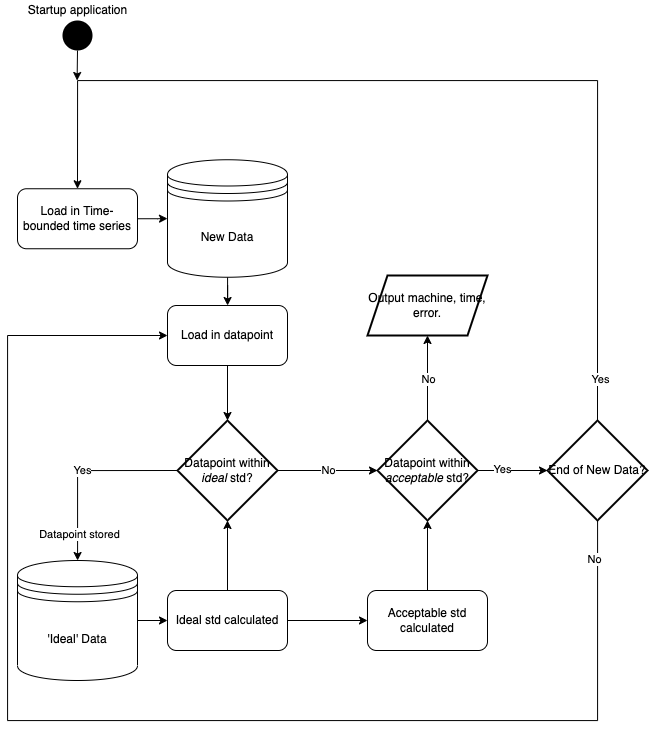 Startup application
Load in Time-
bounded time series
New Data
Load in datapoint
Output machine, time,
error.
No
Yes
Datapoint within
ideal std?
No
Datapoint within
acceptable std?
Yes
End of New Data?
Yes
Datapoint stored
No
'Ideal' Data
Ideal std calculated
Acceptable std
calculated